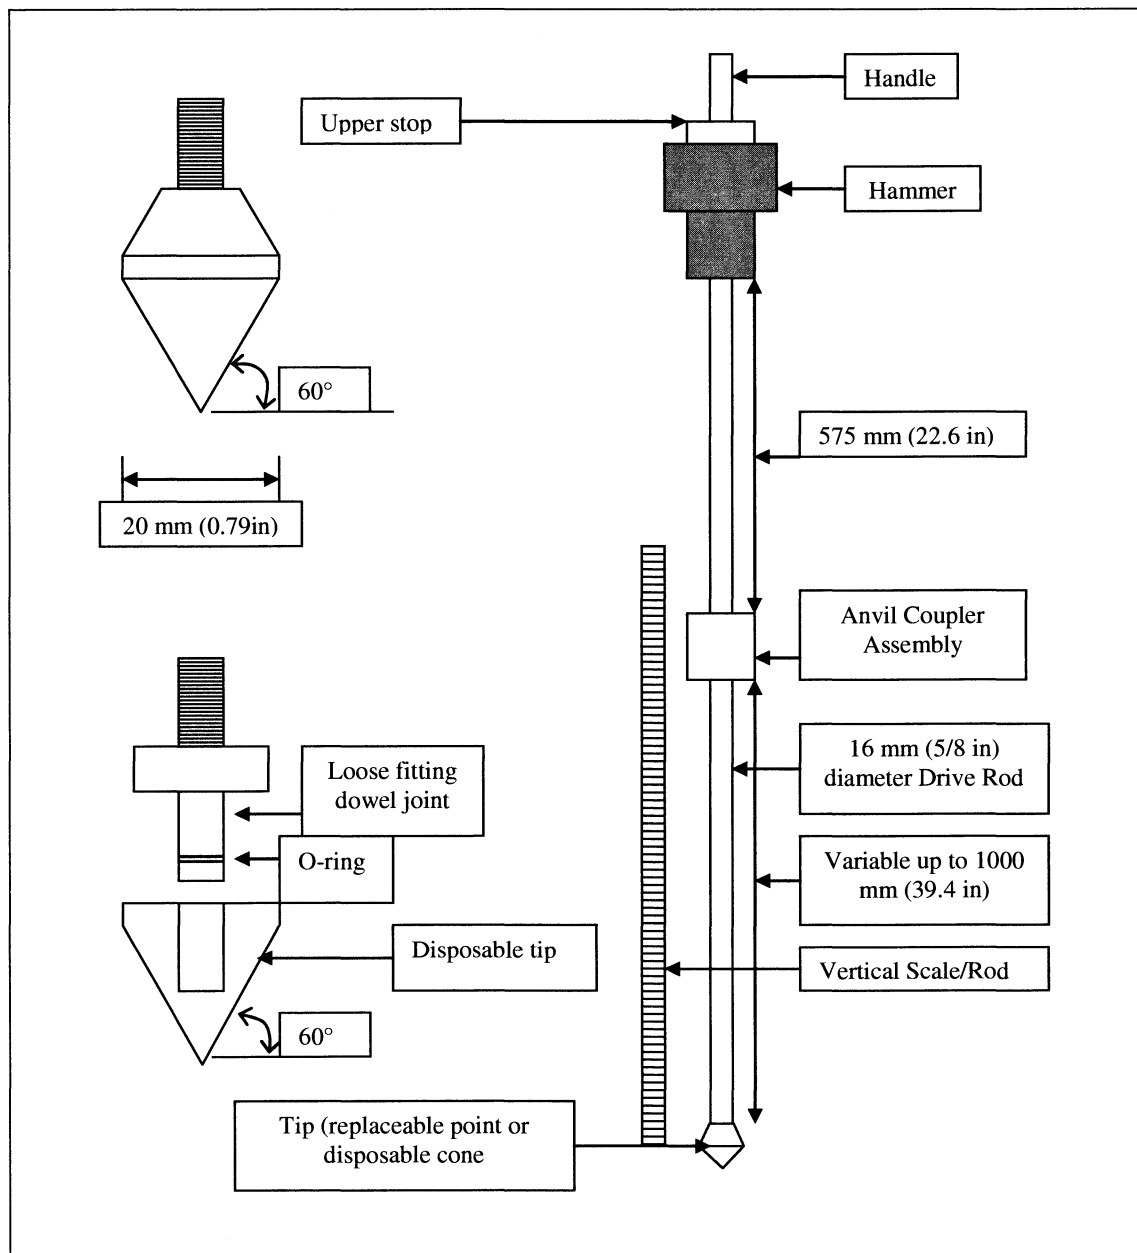 Handle
Upper stop
Hammer
60°
575 mm (22.6 in)
20 mm (0.79in)
Anvil Coupler
Assembly
16 mm (5/8 in)
diameter Drive Rod
Loose fitting
dowel joint
O-ring
Variable up to 1000
mm (39.4 in)
Disposable tip
Vertical Scale/Rod
60°
Tip (replaceable point or
disposable cone